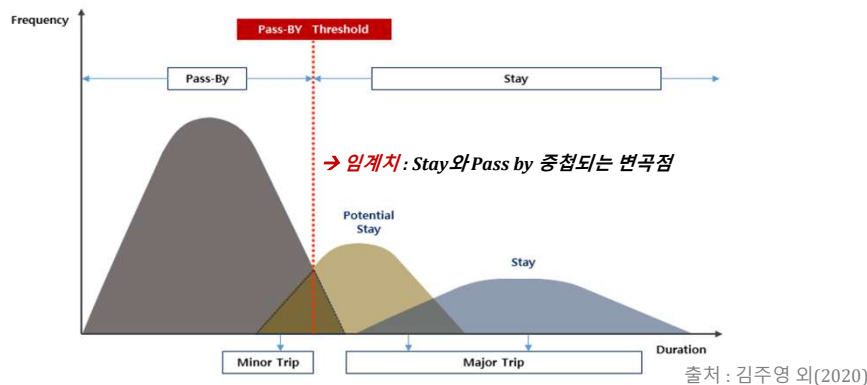 Frequency
Pass-BY Threshold
Pass-By
Stay
→ 임계치 : Stay와 Pass by 중첩되는 변곡점
Potential
Stay
Stay
Duration
Minor Trip
Major Trip
출처 : 김주영 외(2020)